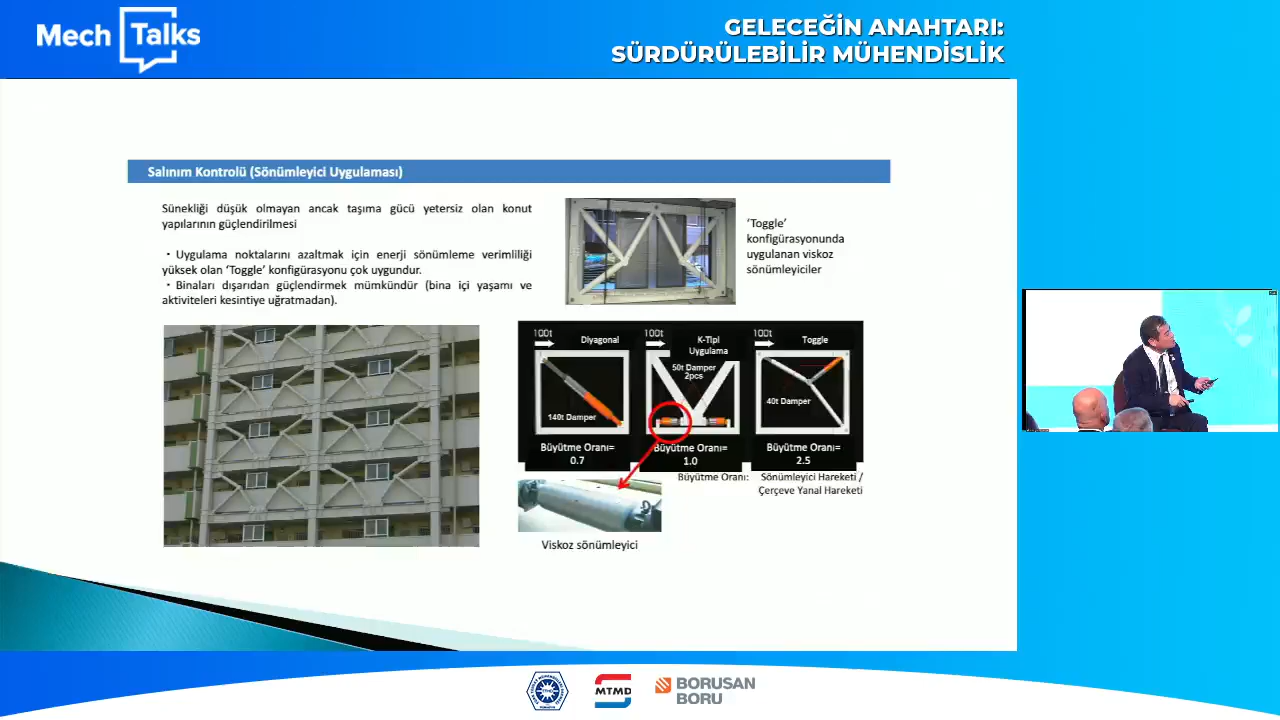 Mech Talks
GELECEĞİN ANAHTARI:
SÜRDÜRÜLEBİLİR MÜHENDİSLİK
Salınım Kontrolü (Sönümleyici Uygulaması)
Sünekliği düşük olmayan ancak taşıma gücü yetersiz olan konut
yapılarının güçlendirilmesi
・Uygulama noktalarını azaltmak için enerji sönümleme verimliliği
yüksek olan ‘Toggle’ konfigürasyonu çok uygundur.
・Binaları dışarıdan güçlendirmek mümkündür (bina içi yaşamı ve
aktiviteleri kesintiye uğratmadan).
‘Toggle’
konfigürasyonunda
uygulanan viskoz
sönümleyiciler
100t
Diyagonal
140t Damper
Büyütme Oranı=
0.7
100t
K-Tipi
Uygulama
50t Damper
2pcs
Büyütme Oranı=
1.0
100t
Toggle
40t Damper
Büyütme Oranı=
2.5
Büyütme Oranı: Sönümleyici Hareketi /
Çerçeve Yanal Hareketi
Viskoz sönümleyici
MTMD
BORUSAN
BORU